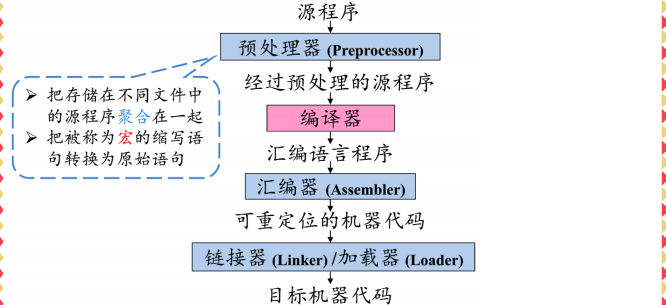 源程序
预处理器 (Preprocessor)
经过预处理的源程序
➢ 把存储在不同文件中
的源程序聚合在一起
➢ 把被称为宏的缩写语
句转换为原始语句
编译器
汇编语言程序
汇编器 (Assembler)
可重定位的机器代码
链接器 (Linker) /加载器 (Loader)
目标机器代码